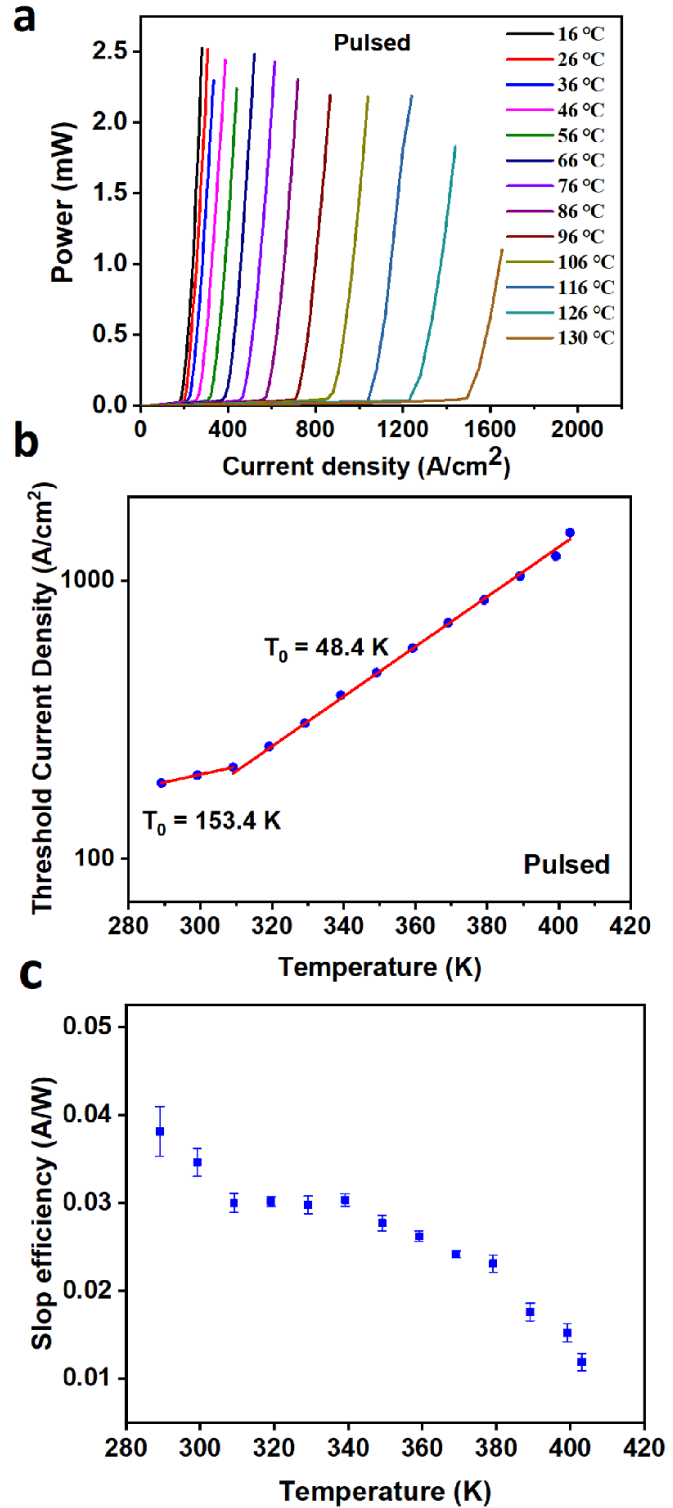 a
Pulsed
16 °C
26 °C
36 °C
46 °C
56 °C
66 °C
76 °C
86 °C
96 °C
106 °C
116 °C
126 °C
130 °C
2.5
2.0
1.5
1.0
0.5
0.0
Power (mW)
0 400 800 1200 1600 2000
Current density (A/cm²)
b
1000
100
Threshold Current Density (A/cm²)
T₀ = 48.4 K
T₀ = 153.4 K
Pulsed
280 300 320 340 360 380 400 420
Temperature (K)
c
0.05
0.04
0.03
0.02
0.01
Slop efficiency (A/W)
280 300 320 340 360 380 400 420
Temperature (K)